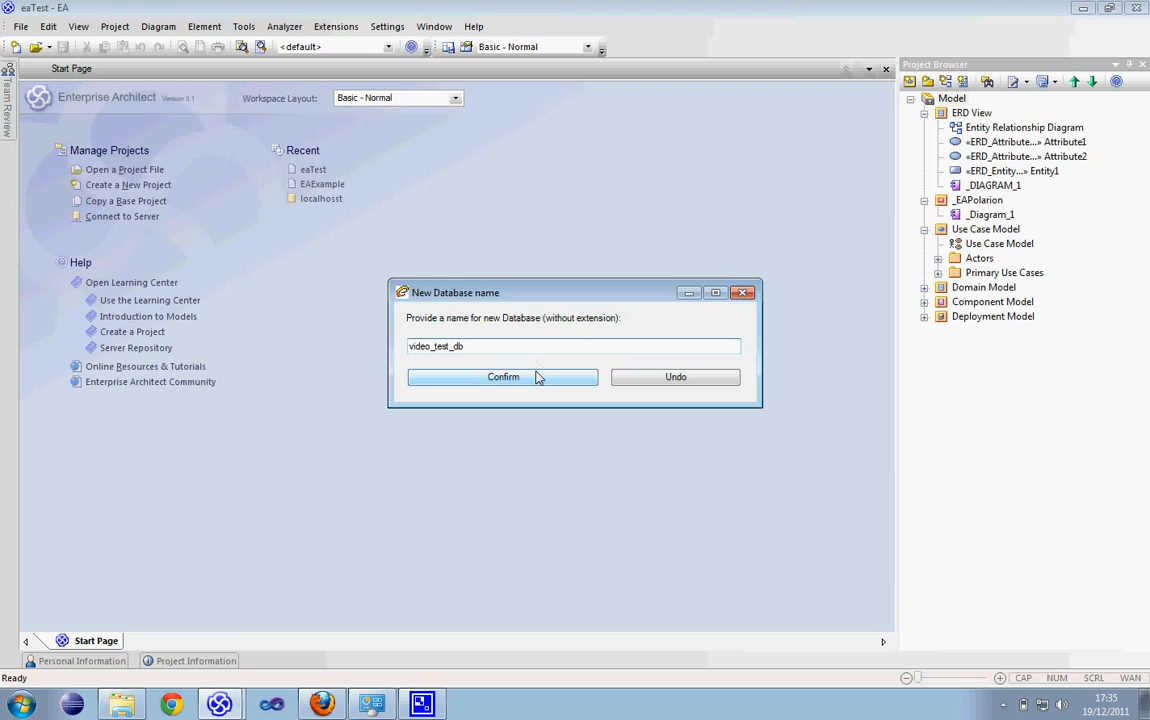 eaTest - EA
File Edit View Project Diagram Element Tools Analyzer Extensions Settings Window Help
<default> Basic - Normal
Team Review
Start Page
Enterprise Architect Version 9.1 Workspace Layout: Basic - Normal
Manage Projects
Open a Project File
Create a New Project
Copy a Base Project
Connect to Server
Recent
eaTest
EAExample
localhosst
Help
Open Learning Center
Use the Learning Center
Introduction to Models
Create a Project
Server Repository
Online Resources & Tutorials
Enterprise Architect Community
New Database name
Provide a name for new Database (without extension):
video_test_db
Confirm Undo
Project Browser
Model
ERD View
Entity Relationship Diagram
«ERD_Attribute...» Attribute1
«ERD_Attribute...» Attribute2
«ERD_Entity...» Entity1
_DIAGRAM_1
_EAPolarion
_Diagram_1
Use Case Model
Use Case Model
Actors
Primary Use Cases
Domain Model
Component Model
Deployment Model
Start Page
Personal Information Project Information
Ready CAP NUM SCRL WAN
17:35
19/12/2011